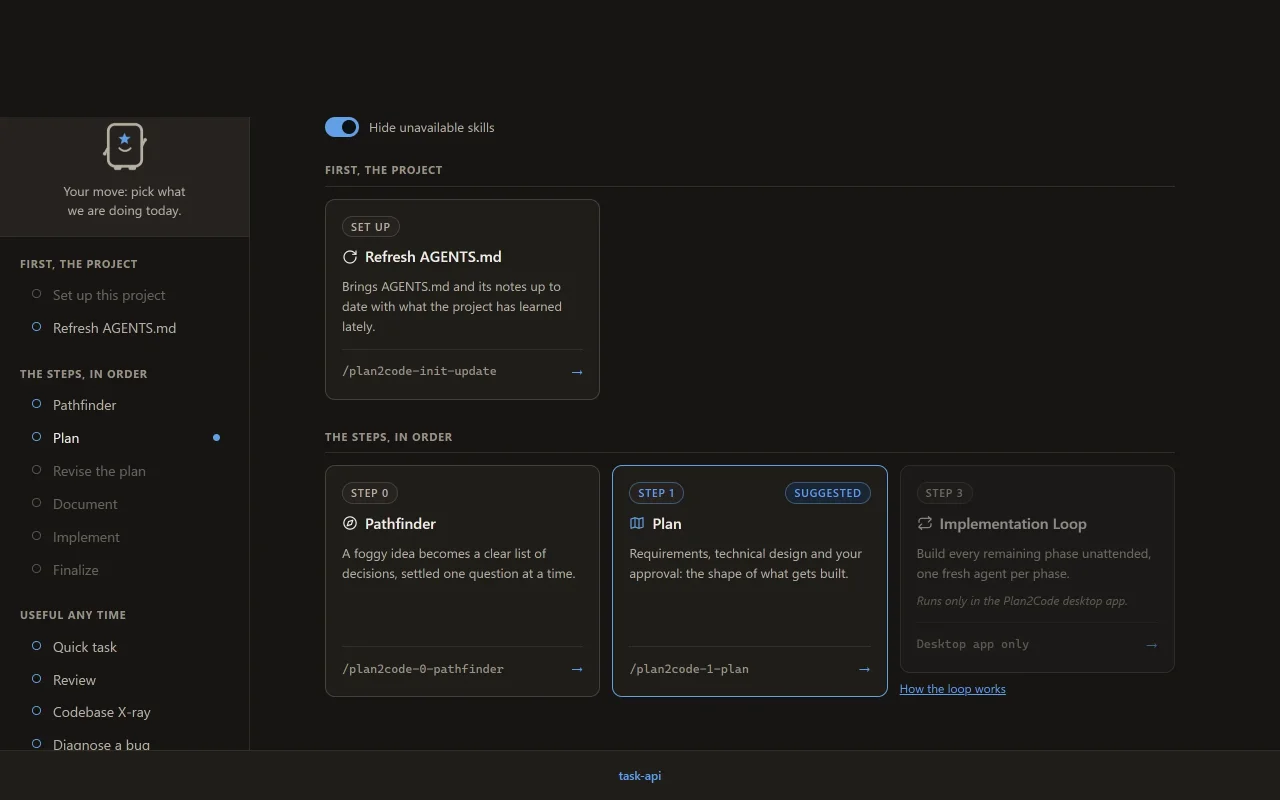 Your move: pick what
we are doing today.
FIRST, THE PROJECT
Set up this project
Refresh AGENTS.md
THE STEPS, IN ORDER
Pathfinder
Plan
Revise the plan
Document
Implement
Finalize
USEFUL ANY TIME
Quick task
Review
Codebase X-ray
Diagnose a bug
Hide unavailable skills
FIRST, THE PROJECT
SET UP
Refresh AGENTS.md
Brings AGENTS.md and its notes up to
date with what the project has learned
lately.
/plan2code-init-update →
THE STEPS, IN ORDER
STEP 0
Pathfinder
A foggy idea becomes a clear list of
decisions, settled one question at a time.
/plan2code-0-pathfinder →
STEP 1 SUGGESTED
Plan
Requirements, technical design and your
approval: the shape of what gets built.
/plan2code-1-plan →
STEP 3
Implementation Loop
Build every remaining phase unattended,
one fresh agent per phase.
Runs only in the Plan2Code desktop app.
Desktop app only →
How the loop works
task-api